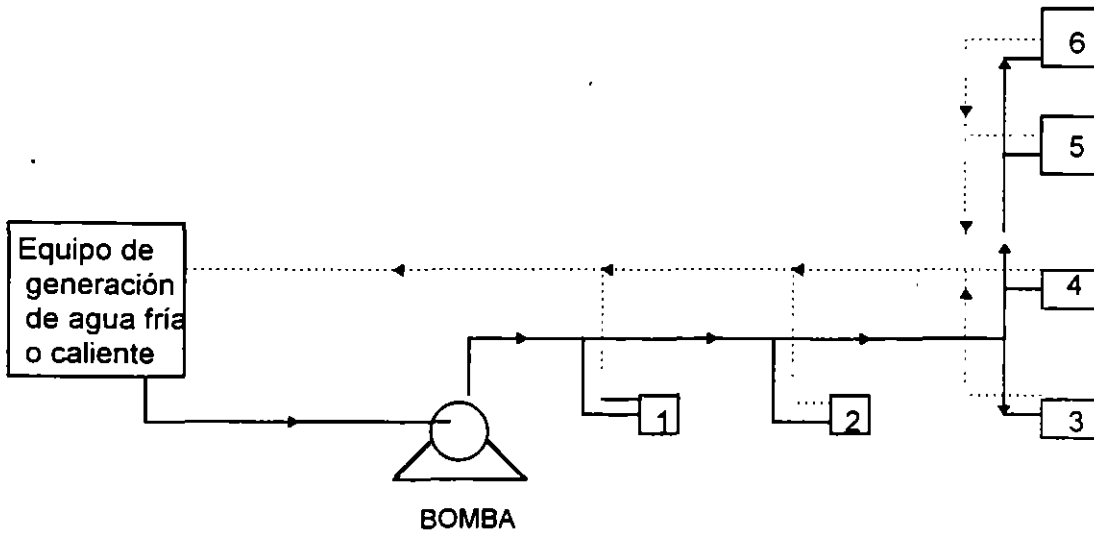 6
5
Equipo de
generación
de agua fría
o caliente
4
1
2
3
BOMBA